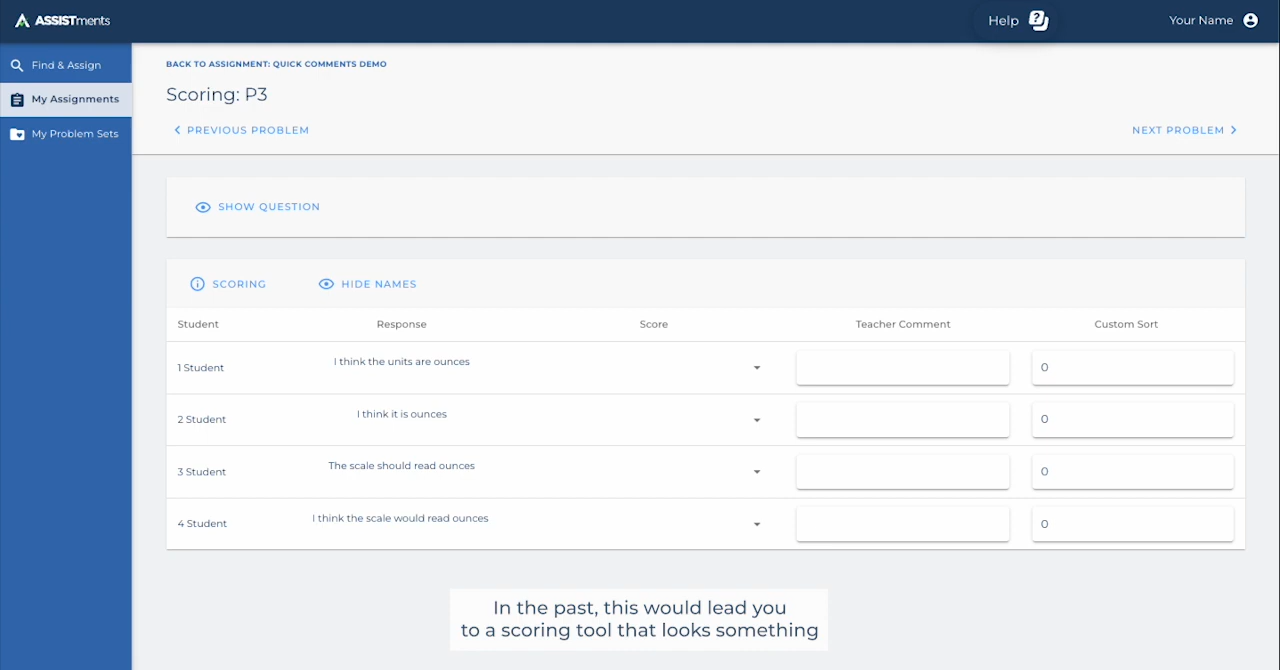 ASSISTments
Help
Your Name
Find & Assign
My Assignments
My Problem Sets
BACK TO ASSIGNMENT: QUICK COMMENTS DEMO
Scoring: P3
PREVIOUS PROBLEM
NEXT PROBLEM
SHOW QUESTION
SCORING
HIDE NAMES
Student
Response
Score
Teacher Comment
Custom Sort
1 Student
I think the units are ounces
0
2 Student
I think it is ounces
0
3 Student
The scale should read ounces
0
4 Student
I think the scale would read ounces
0
In the past, this would lead you
to a scoring tool that looks something